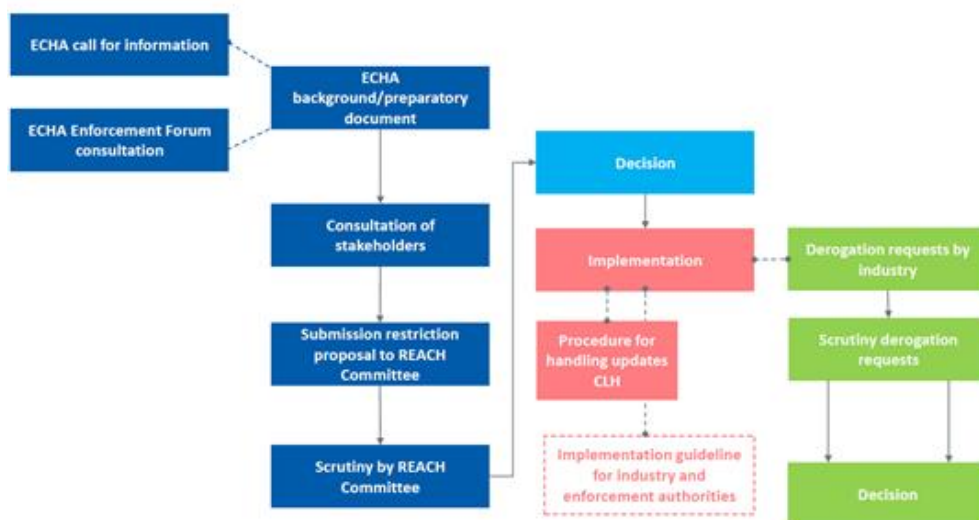 ECHA call for information
ECHA Enforcement Forum
consultation
ECHA
background/preparatory
document
Consultation of
stakeholders
Submission restriction
proposal to REACH
Committee
Scrutiny by REACH
Committee
Decision
Implementation
Procedure for
handling updates
CLH
Implementation guideline
for industry and
enforcement authorities
Derogation requests by
industry
Scrutiny derogation
requests
Decision